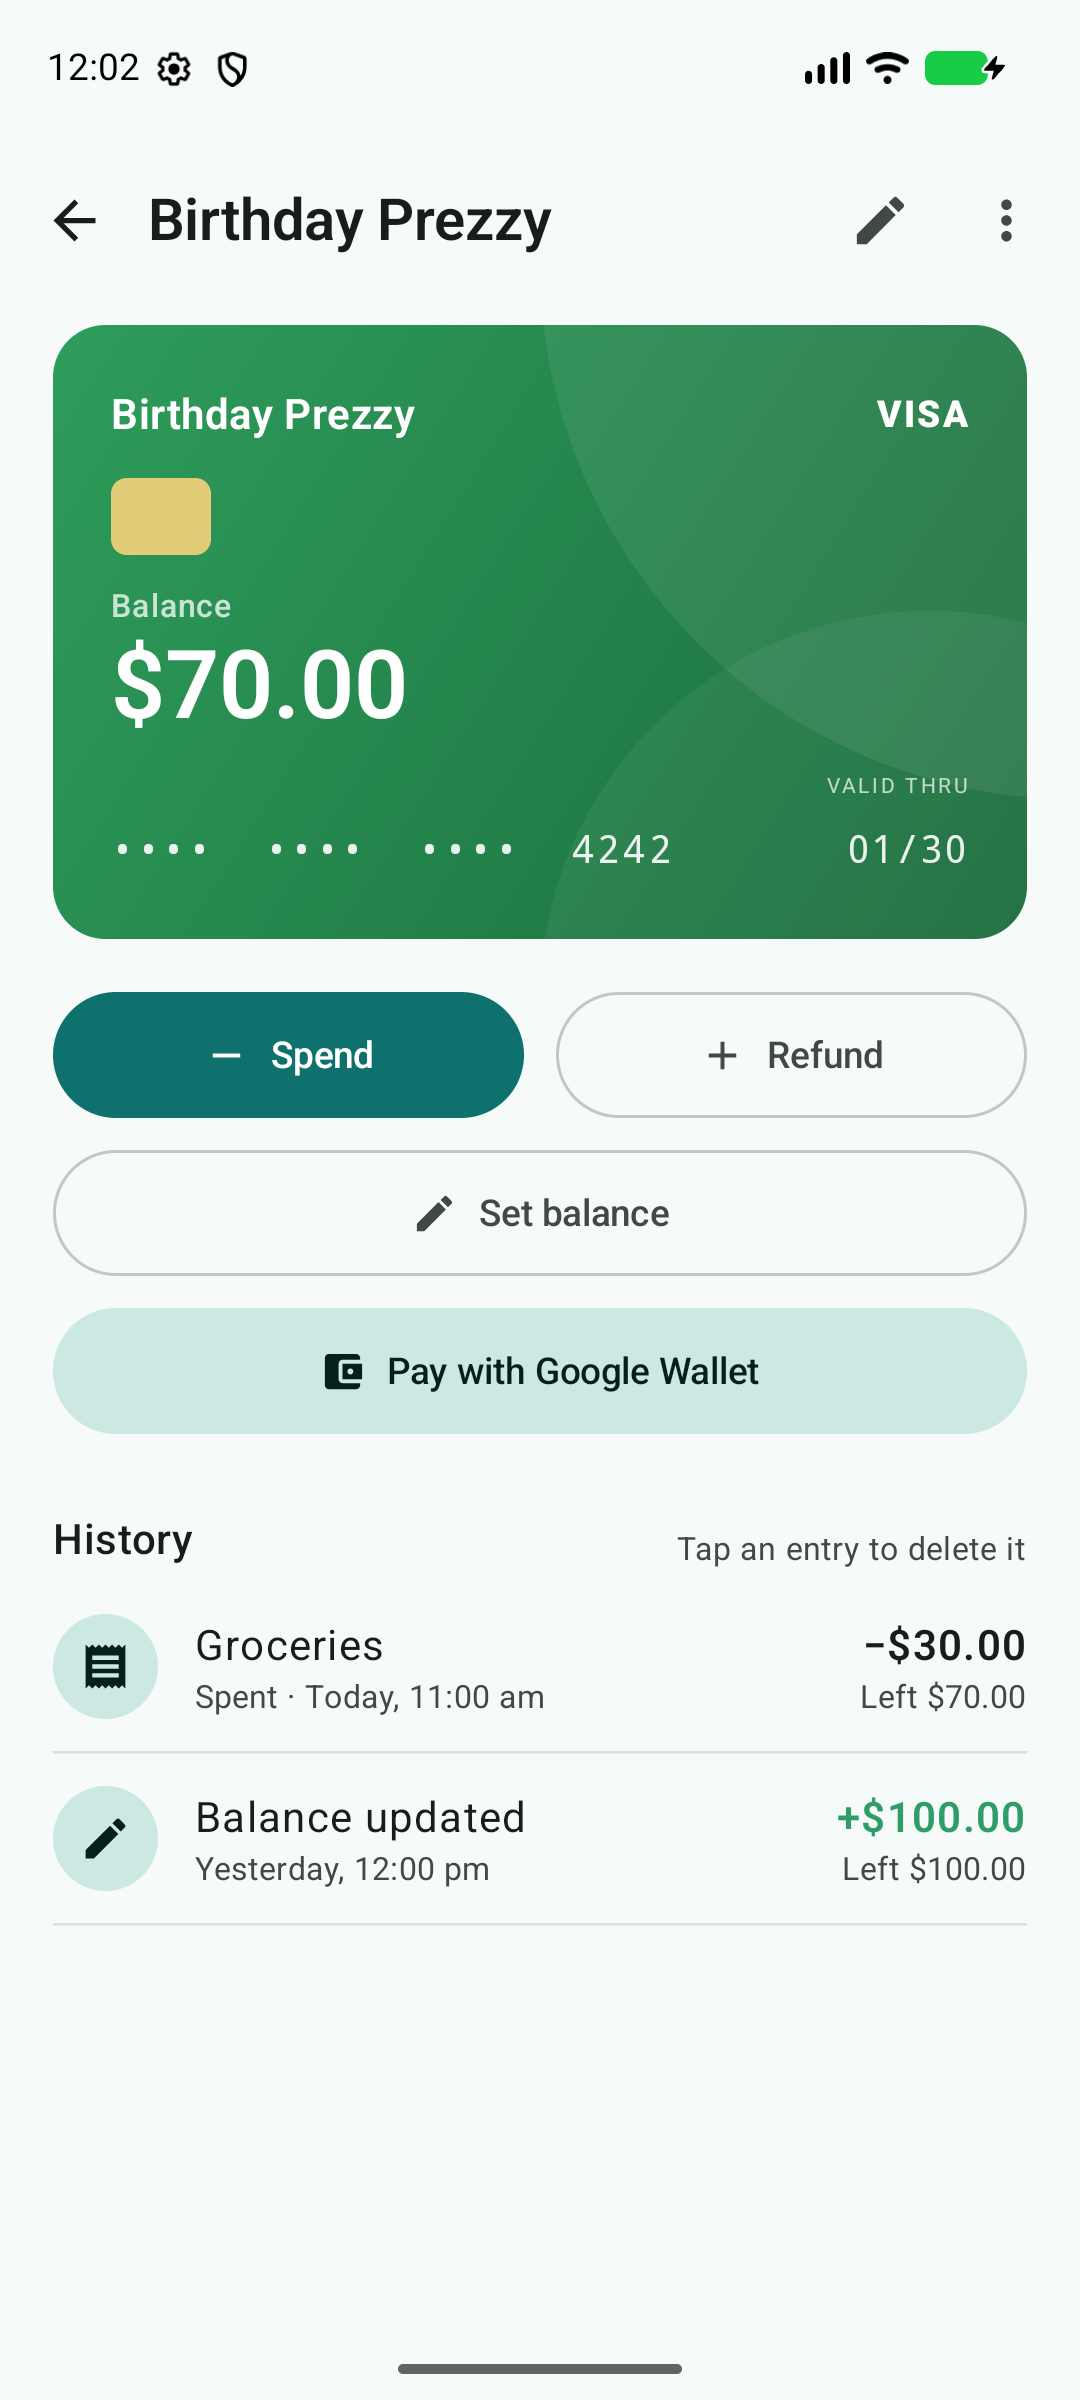 12:02
Birthday Prezzy
Birthday Prezzy VISA
Balance
$70.00
VALID THRU
•••• •••• •••• 4242 01/30
Spend
Refund
Set balance
Pay with Google Wallet
History Tap an entry to delete it
Groceries −$30.00
Spent · Today, 11:00 am Left $70.00
Balance updated +$100.00
Yesterday, 12:00 pm Left $100.00